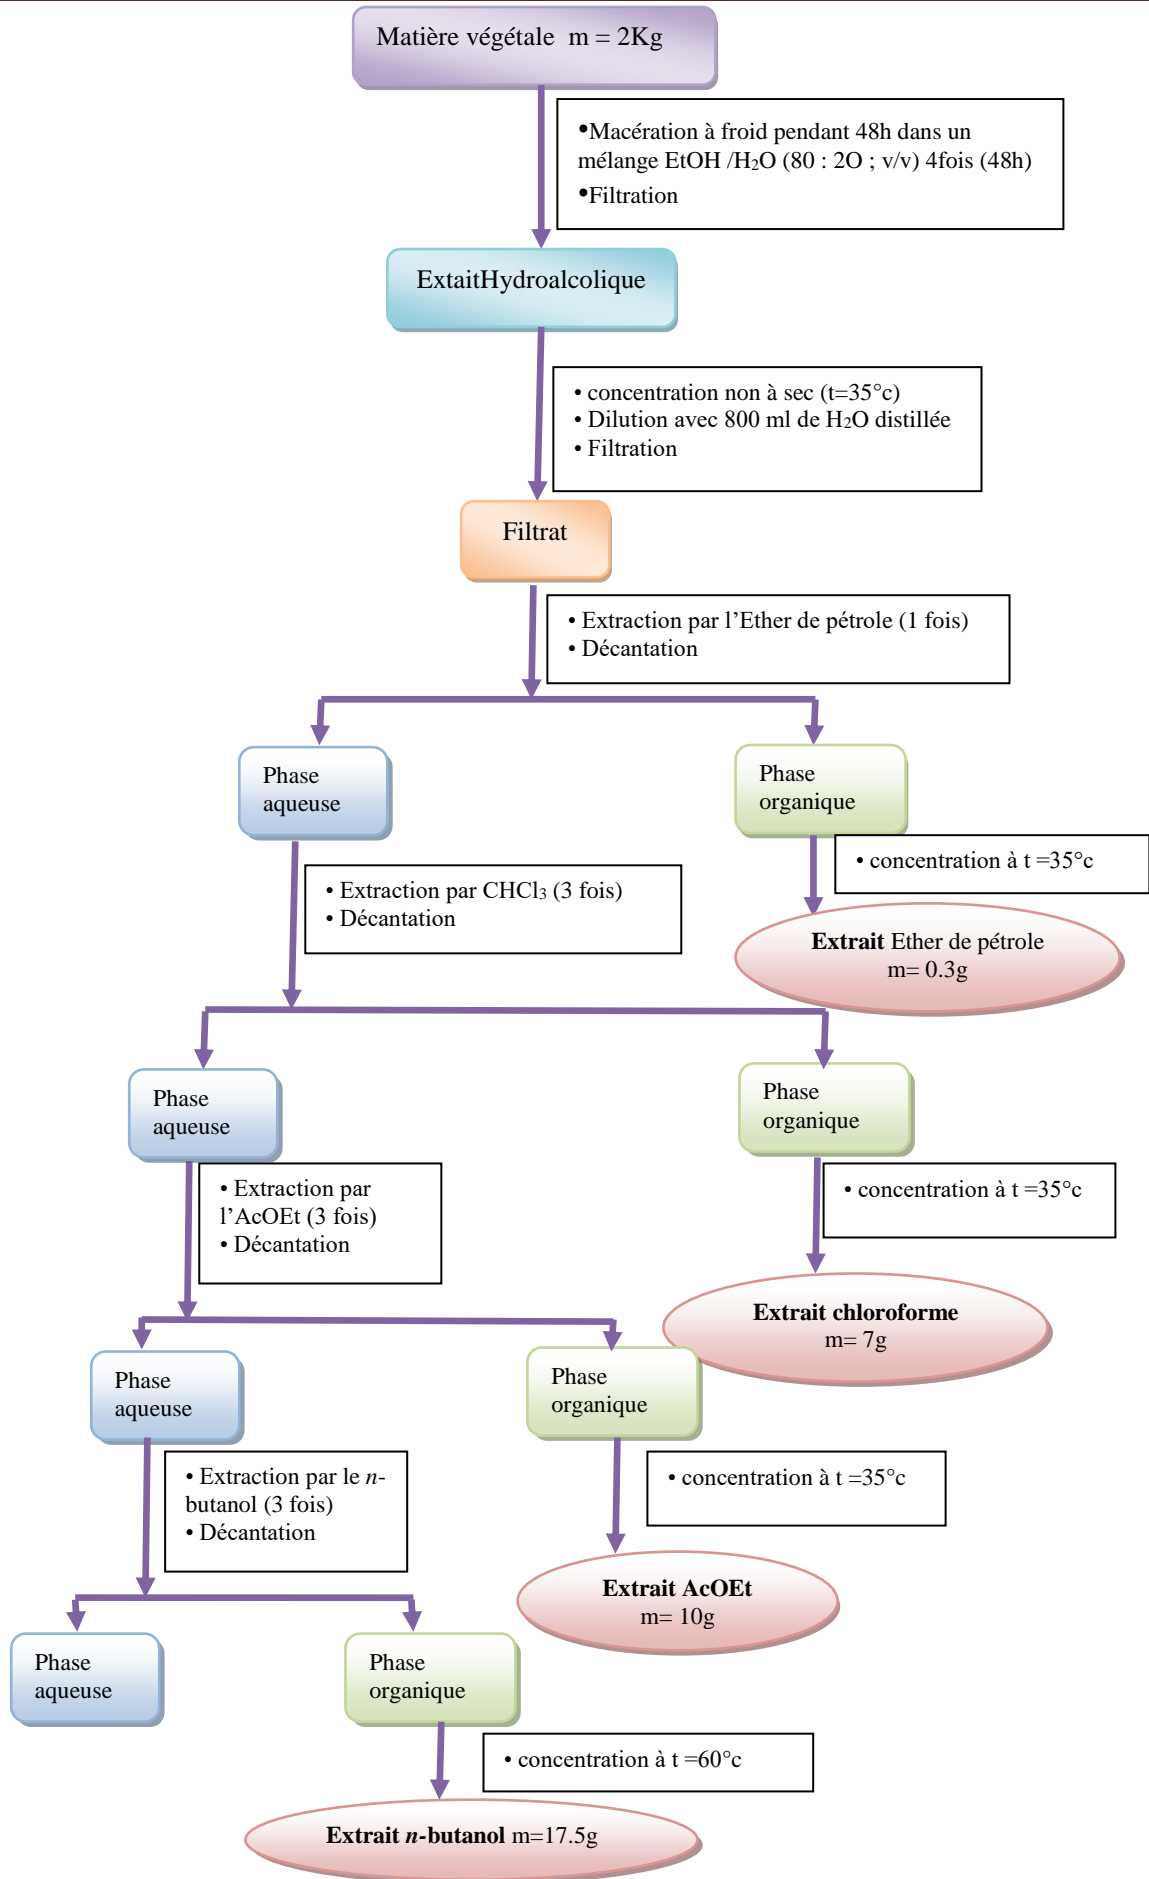 Matière végétale m = 2Kg
•Macération à froid pendant 48h dans un
mélange EtOH /H₂O (80 : 2O ; v/v) 4fois (48h)
•Filtration
ExtaitHydroalcolique
• concentration non à sec (t=35°c)
• Dilution avec 800 ml de H₂O distillée
• Filtration
Filtrat
• Extraction par l’Ether de pétrole (1 fois)
• Décantation
Phase
aqueuse
Phase
organique
• concentration à t =35°c
• Extraction par CHCl₃ (3 fois)
• Décantation
Extrait Ether de pétrole
m= 0.3g
Phase
aqueuse
Phase
organique
• Extraction par
l’AcOEt (3 fois)
• Décantation
• concentration à t =35°c
Extrait chloroforme
m= 7g
Phase
aqueuse
Phase
organique
• Extraction par le n-
butanol (3 fois)
• Décantation
• concentration à t =35°c
Extrait AcOEt
m= 10g
Phase
aqueuse
Phase
organique
• concentration à t =60°c
Extrait n-butanol m=17.5g